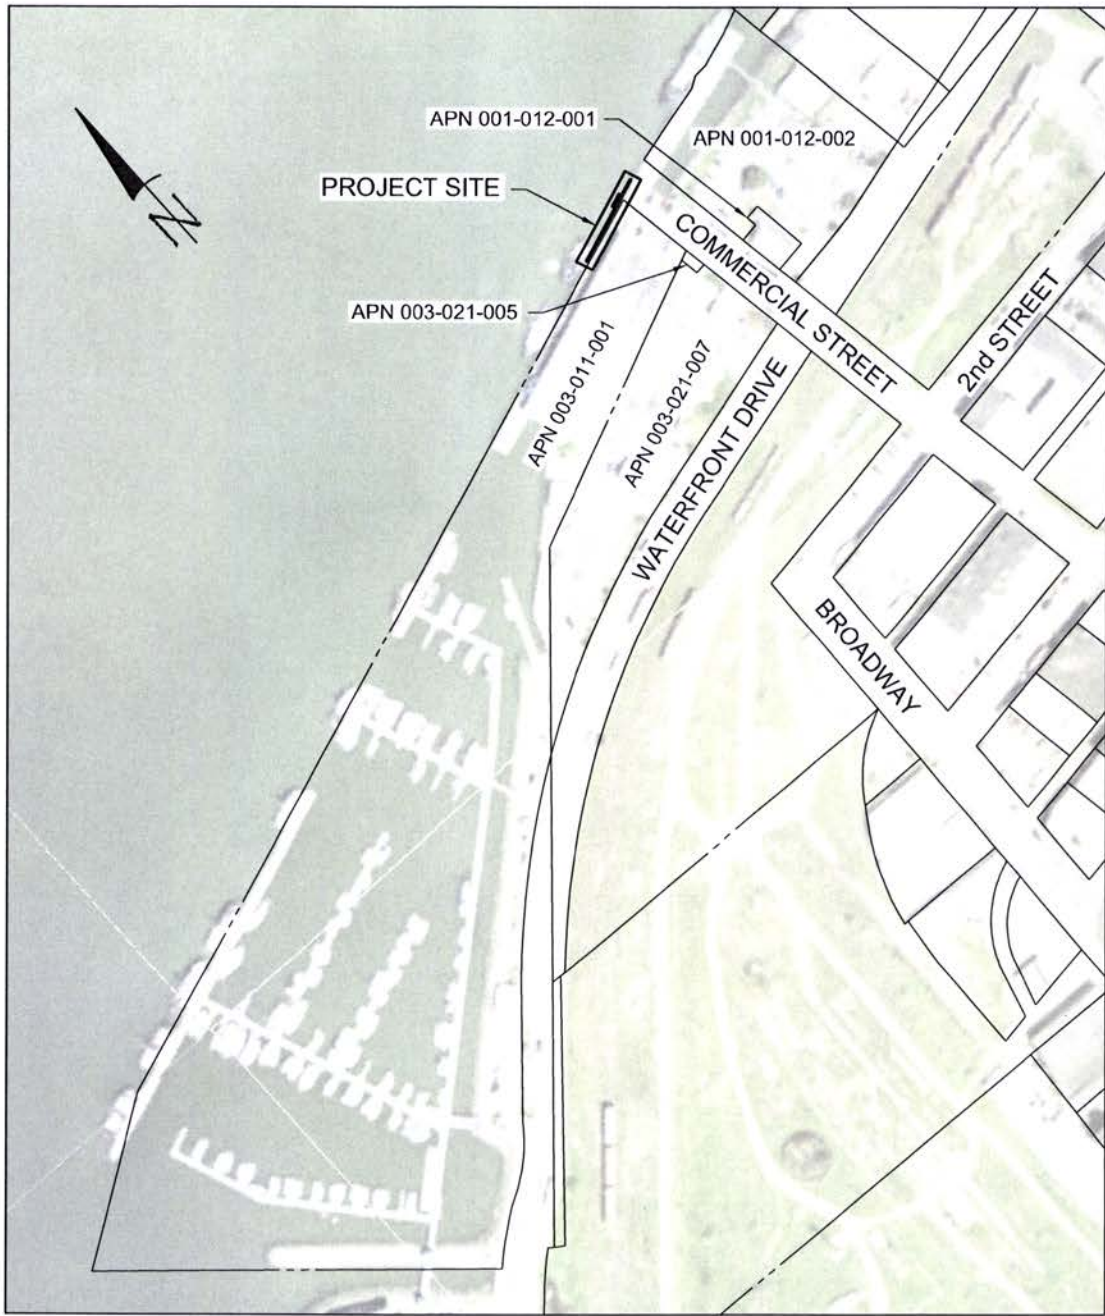 APN 001-012-001
APN 001-012-002
PROJECT SITE
COMMERCIAL STREET
APN 003-021-005
2nd STREET
APN 003-011-001
APN 003-021-007
WATERFRONT DRIVE
BROADWAY
N